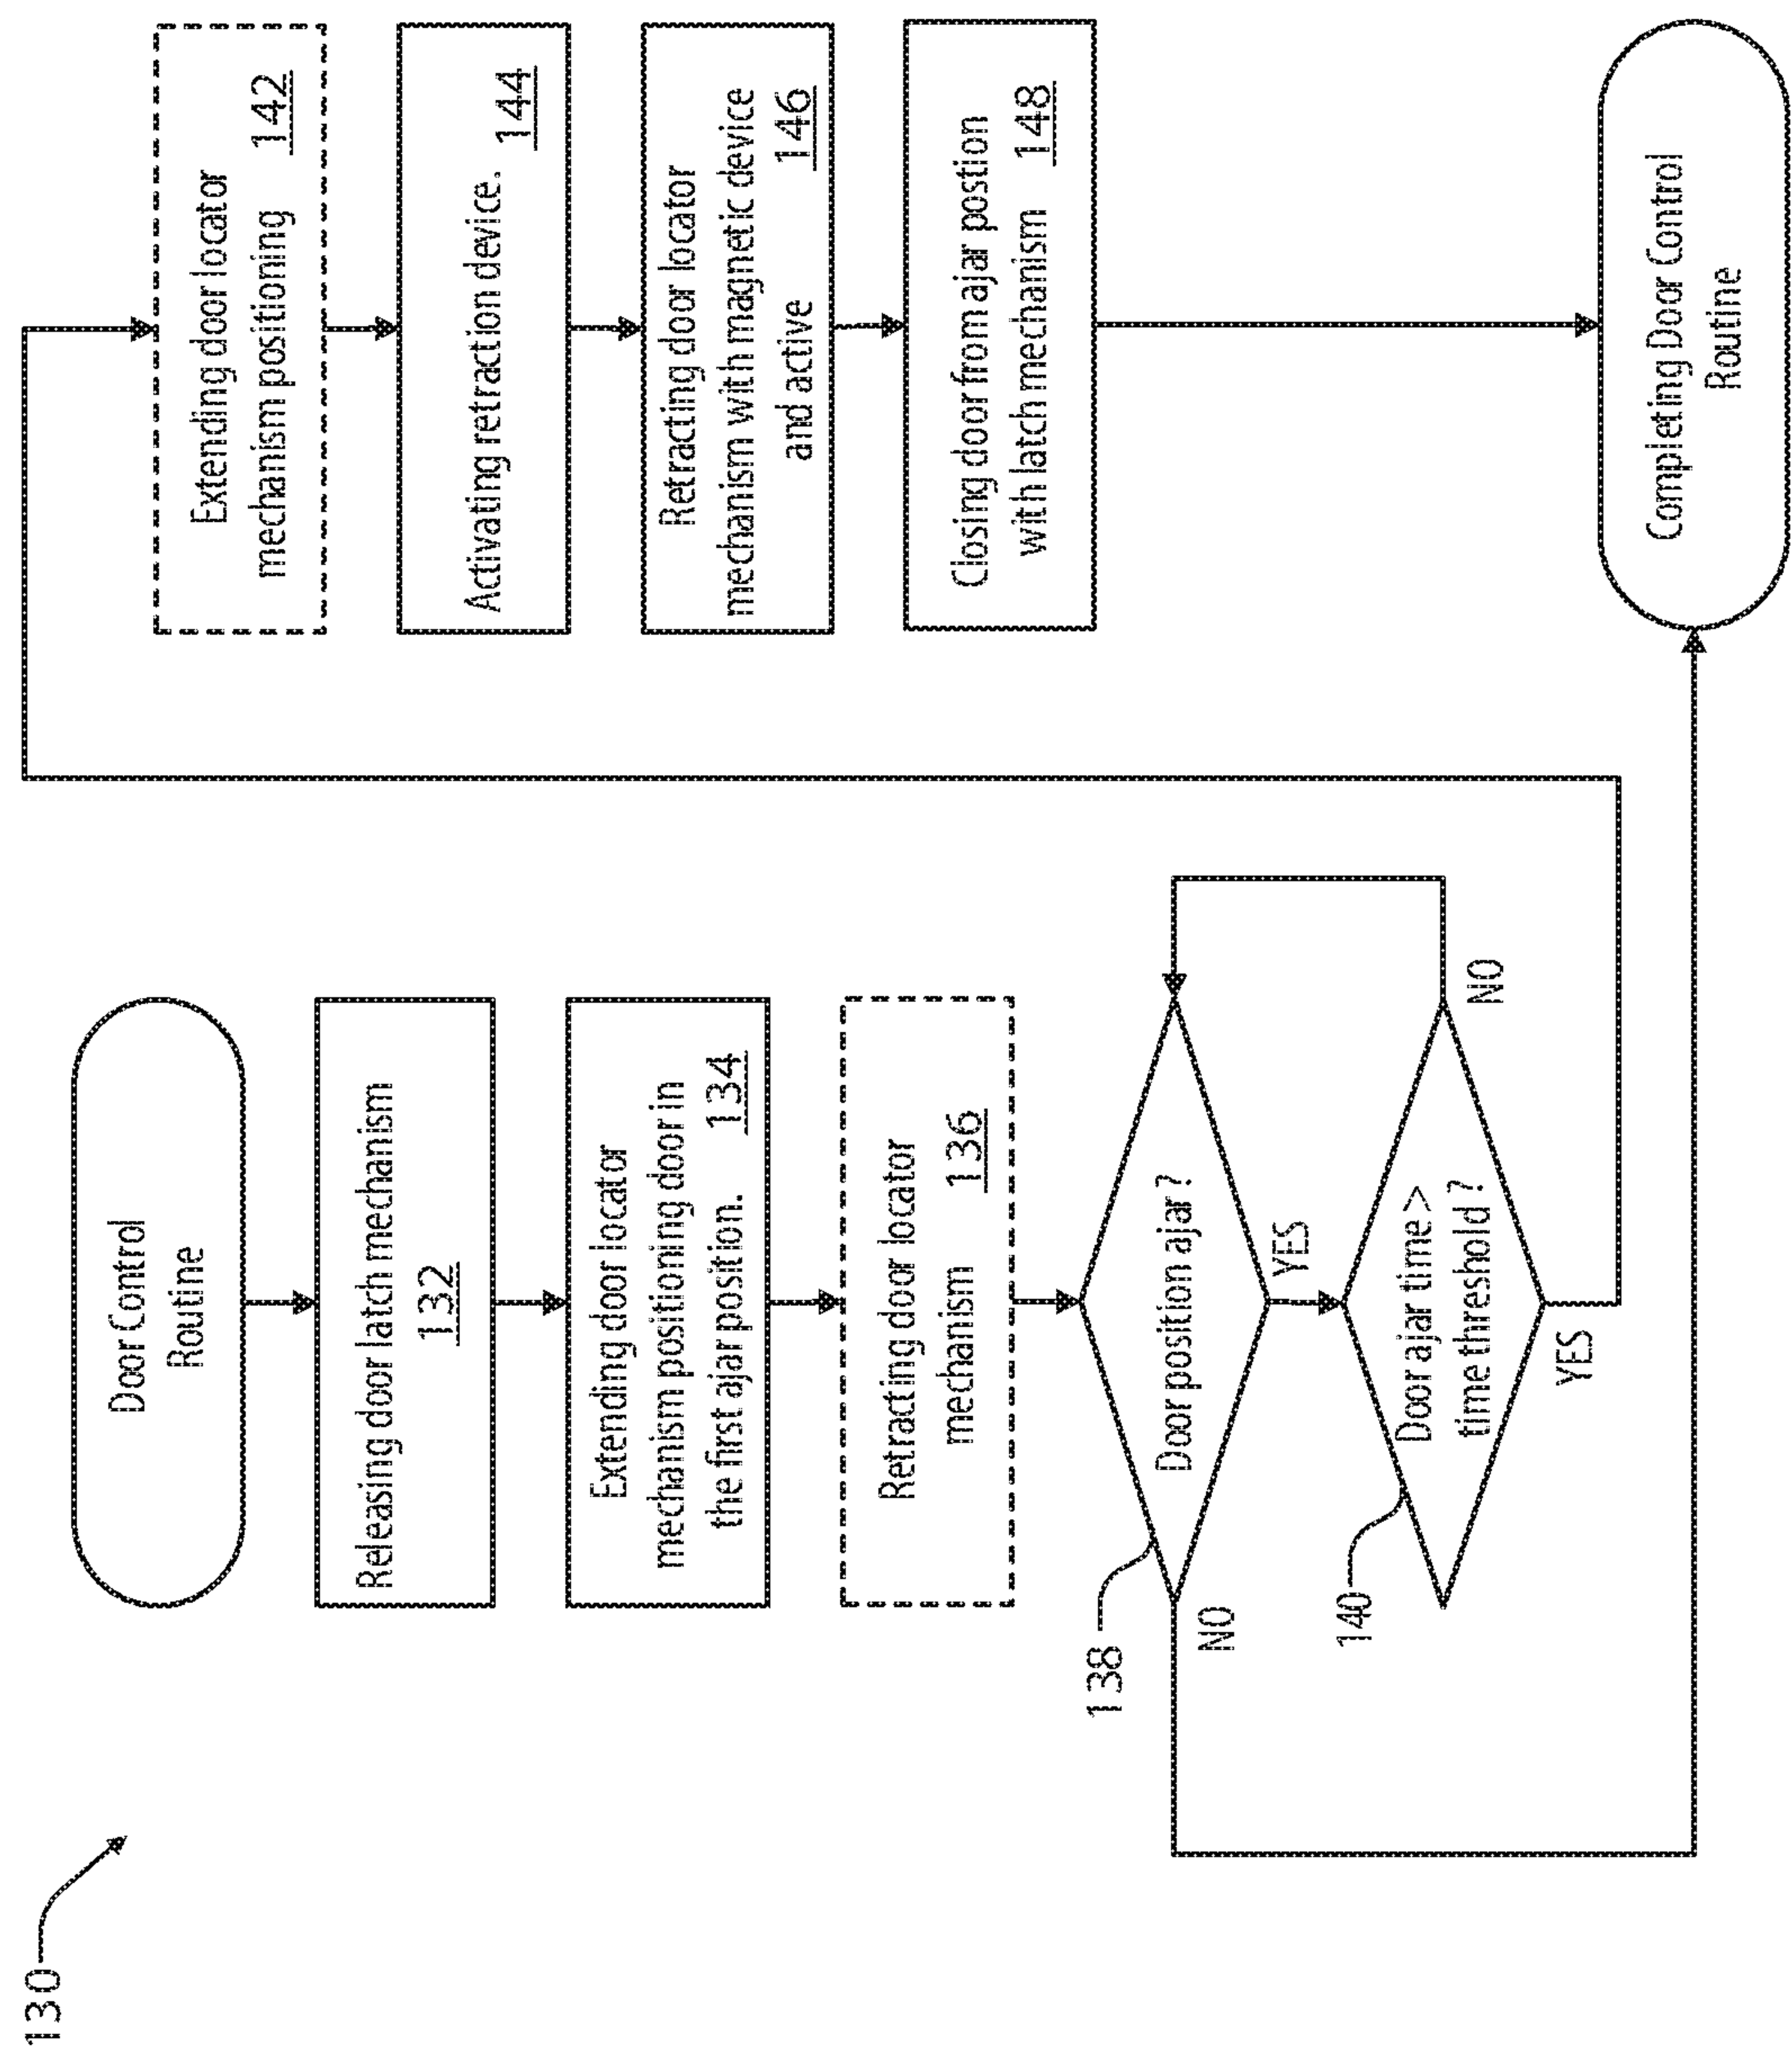 130
Door Control
Routine
Releasing door latch mechanism
132
Extending door locator
mechanism positioning door in
the first ajar position. 134
Retracting door locator
mechanism 136
138
Door position ajar ?
NO
YES
140
Door ajar time >
time threshold ?
NO
YES
Extending door locator
mechanism positioning 142
Activating retraction device. 144
Retracting door locator
mechanism with magnetic device
and active 146
Closing door from ajar postion
with latch mechanism 148
Completing Door Control
Routine